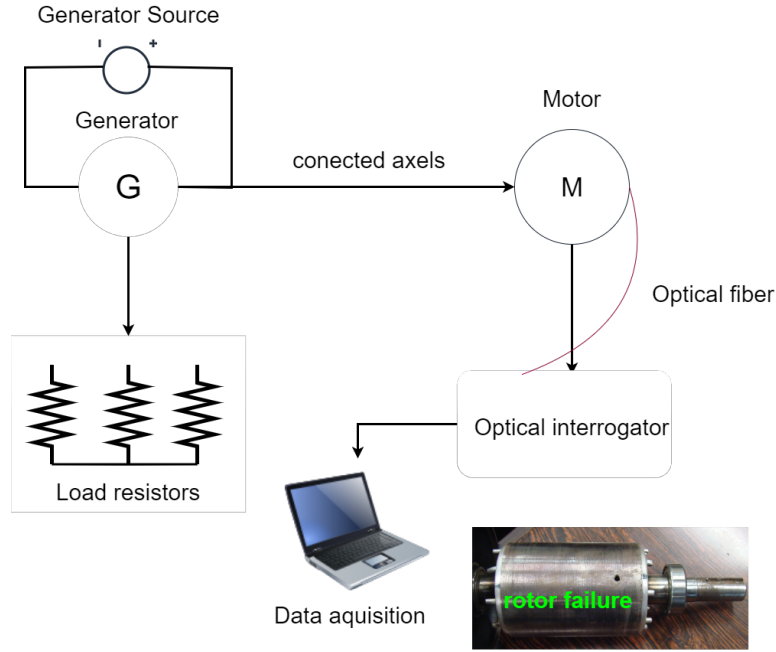 Generator Source
- +
Generator
G
conected axels
Motor
M
Optical fiber
Load resistors
Optical interrogator
Data aquisition
rotor failure